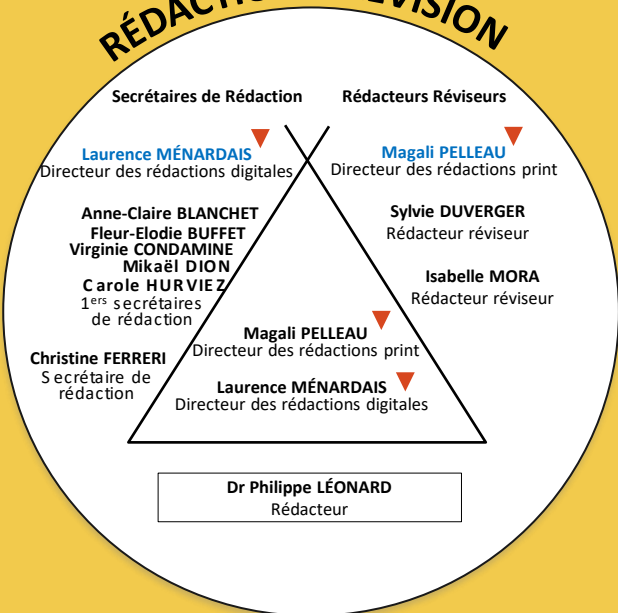 RÉDACTION RÉVISION
Secrétaires de Rédaction
Laurence MÉNARDAIS
Directeur des rédactions digitales
Anne-Claire BLANCHET
Fleur-Elodie BUFFET
Virginie CONDAMINE
Mikaël DION
Carole HURVIEZ
1ers secrétaires
de rédaction
Christine FERRERI
Secrétaire de
rédaction
Rédacteurs Réviseurs
Magali PELLEAU
Directeur des rédactions print
Sylvie DUVERGER
Rédacteur réviseur
Isabelle MORA
Rédacteur réviseur
Magali PELLEAU
Directeur des rédactions print
Laurence MÉNARDAIS
Directeur des rédactions digitales
Dr Philippe LÉONARD
Rédacteur